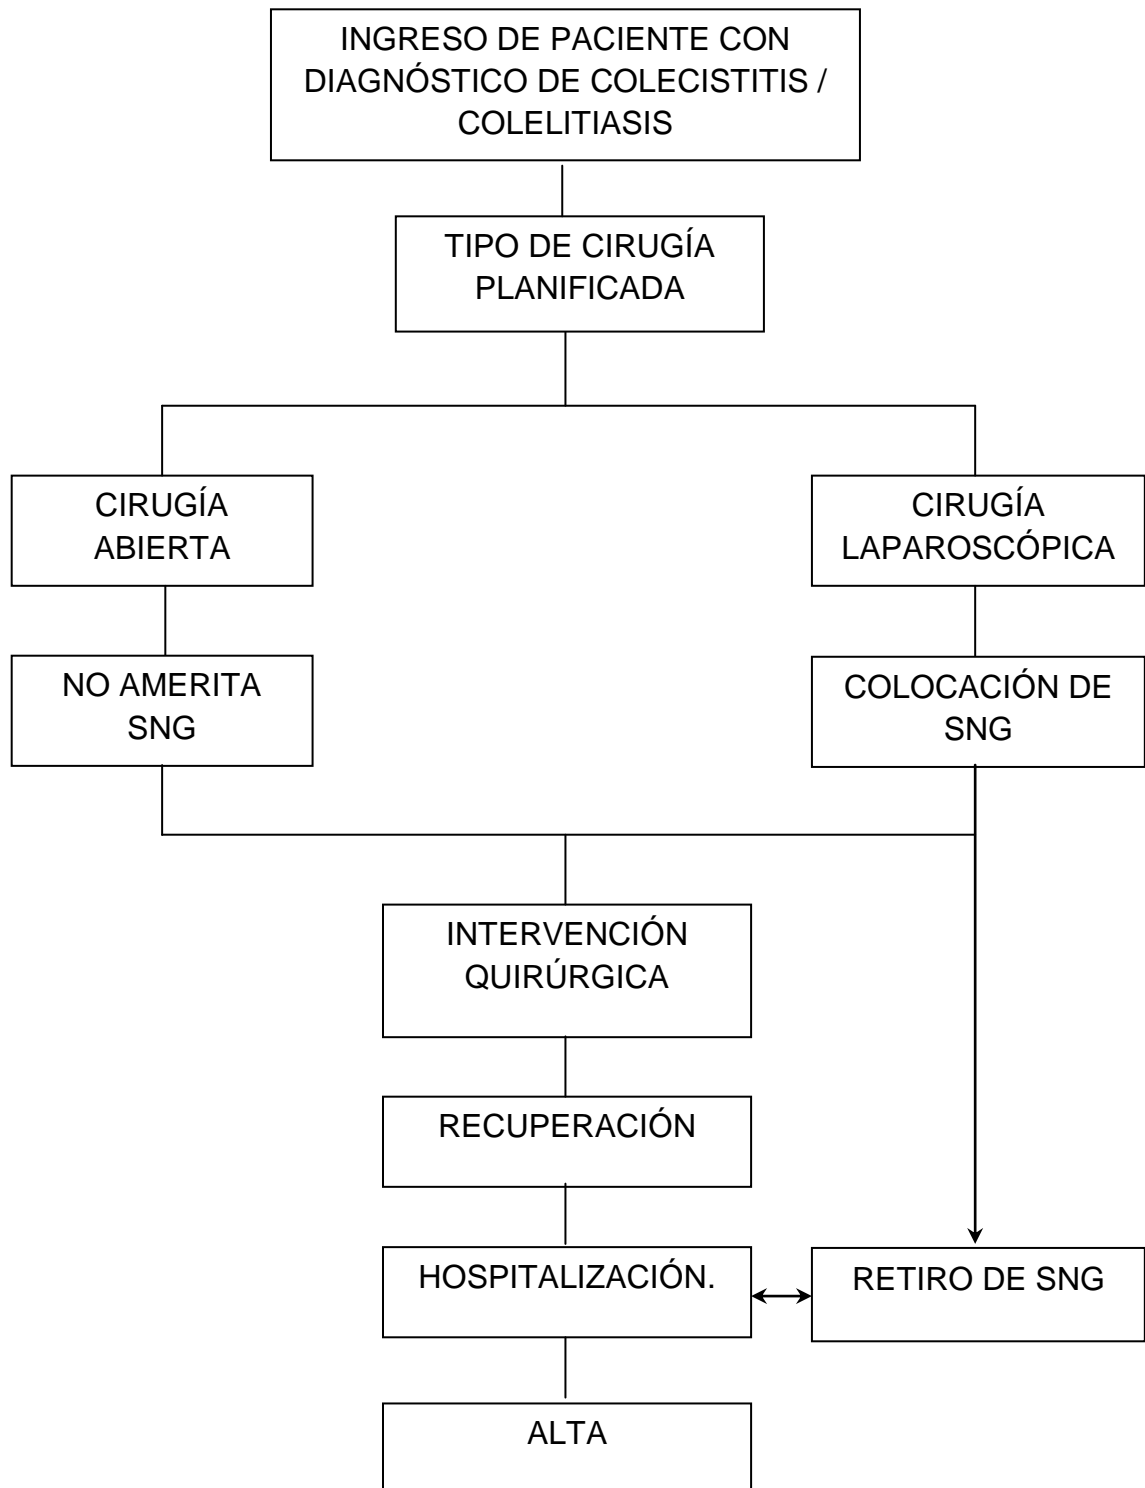 INGRESO DE PACIENTE CON
DIAGNÓSTICO DE COLECISTITIS /
COLELITIASIS
TIPO DE CIRUGÍA
PLANIFICADA
CIRUGÍA
ABIERTA
CIRUGÍA
LAPAROSCÓPICA
NO AMERITA
SNG
COLOCACIÓN DE
SNG
INTERVENCIÓN
QUIRÚRGICA
RECUPERACIÓN
HOSPITALIZACIÓN.
RETIRO DE SNG
ALTA